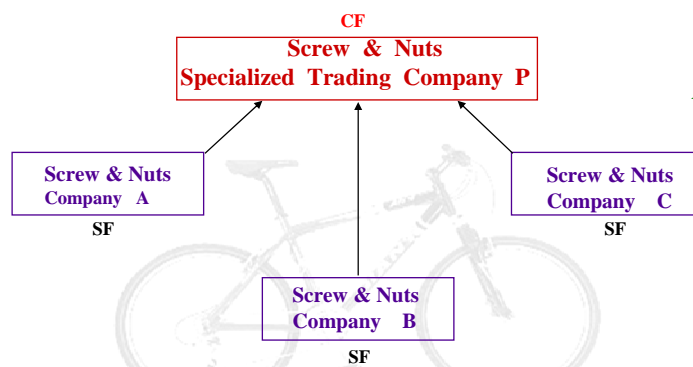 CF
Screw & Nuts
Specialized Trading Company P
Screw & Nuts
Company A
SF
Screw & Nuts
Company C
SF
Screw & Nuts
Company B
SF